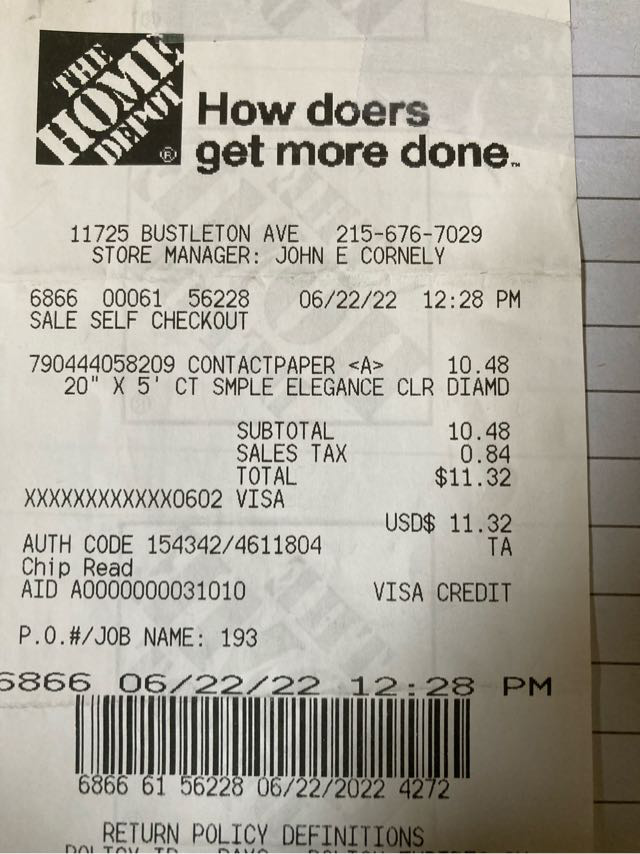 THE
HOME
DEPOT
®
How doers
get more done™
11725 BUSTLETON AVE 215-676-7029
STORE MANAGER: JOHN E CORNELY
6866 00061 56228 06/22/22 12:28 PM
SALE SELF CHECKOUT
790444058209 CONTACTPAPER <A> 10.48
20" X 5' CT SMPLE ELEGANCE CLR DIAMD
SUBTOTAL 10.48
SALES TAX 0.84
TOTAL $11.32
XXXXXXXXXXXX0602 VISA
USD$ 11.32
AUTH CODE 154342/4611804 TA
Chip Read
AID A0000000031010 VISA CREDIT
P.O.#/JOB NAME: 193
6866 06/22/22 12:28 PM
6866 61 56228 06/22/2022 4272
RETURN POLICY DEFINITIONS